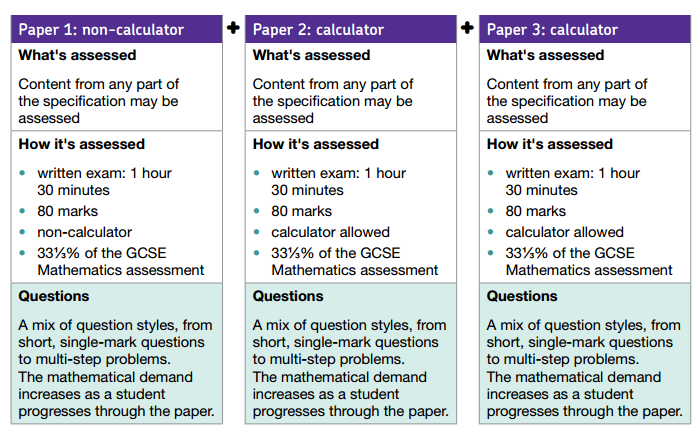 Paper 1: non-calculator
What's assessed
Content from any part of
the specification may be
assessed
How it's assessed
• written exam: 1 hour
30 minutes
• 80 marks
• non-calculator
• 33⅓% of the GCSE
Mathematics assessment
Questions
A mix of question styles, from
short, single-mark questions
to multi-step problems.
The mathematical demand
increases as a student
progresses through the paper.
+
Paper 2: calculator
What's assessed
Content from any part of
the specification may be
assessed
How it's assessed
• written exam: 1 hour
30 minutes
• 80 marks
• calculator allowed
• 33⅓% of the GCSE
Mathematics assessment
Questions
A mix of question styles, from
short, single-mark questions
to multi-step problems.
The mathematical demand
increases as a student
progresses through the paper.
+
Paper 3: calculator
What's assessed
Content from any part of
the specification may be
assessed
How it's assessed
• written exam: 1 hour
30 minutes
• 80 marks
• calculator allowed
• 33⅓% of the GCSE
Mathematics assessment
Questions
A mix of question styles, from
short, single-mark questions
to multi-step problems.
The mathematical demand
increases as a student
progresses through the paper.